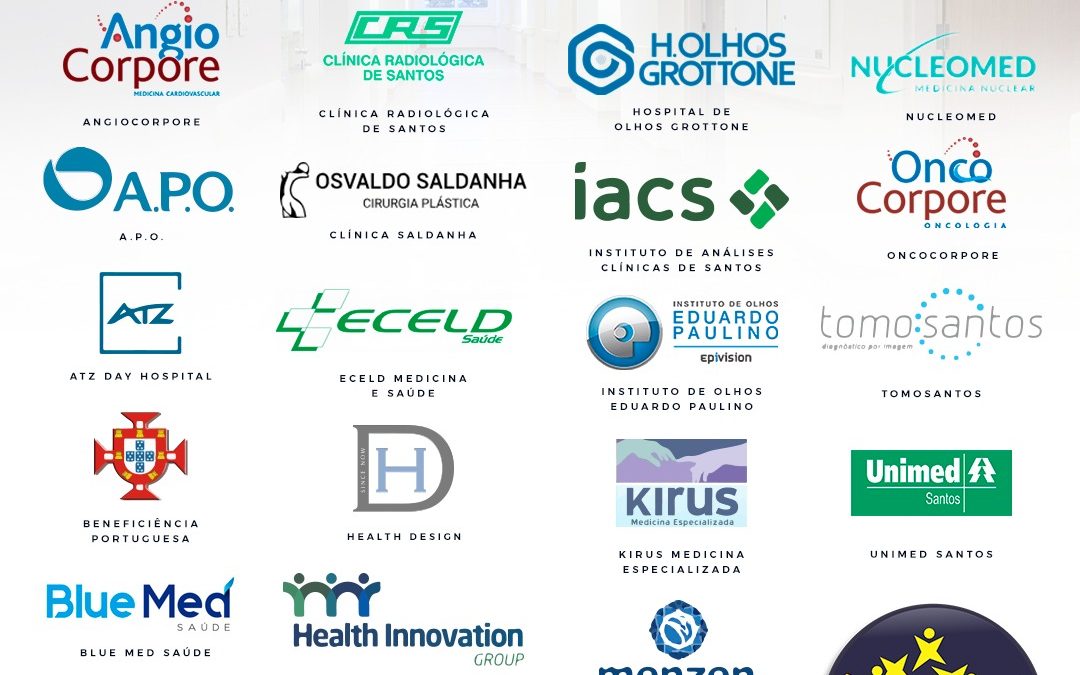 Angio
Corpore
MEDICINA CARDIOVASCULAR
ANGIOCORPORE
CRS
CLÍNICA RADIOLÓGICA
DE SANTOS
CLÍNICA RADIOLÓGICA
DE SANTOS
H.OLHOS
GROTTONE
HOSPITAL DE
OLHOS GROTTONE
NUCLEOMED
MEDICINA NUCLEAR
NUCLEOMED
A.P.O.
A.P.O.
OSVALDO SALDANHA
CIRURGIA PLÁSTICA
CLÍNICA SALDANHA
iacs
INSTITUTO DE ANÁLISES
CLÍNICAS DE SANTOS
Onco
Corpore
ONCOLOGIA
ONCOCORPORE
ATZ
ATZ DAY HOSPITAL
ECELD
Saúde
ECELD MEDICINA
E SAÚDE
INSTITUTO DE OLHOS
EDUARDO
PAULINO
epivision
INSTITUTO DE OLHOS
EDUARDO PAULINO
tomosantos
diagnóstico por imagem
TOMOSANTOS
BENEFICIÊNCIA
PORTUGUESA
SINCE NOW
HD
HEALTH DESIGN
KIRUS
Medicina Especializada
KIRUS MEDICINA
ESPECIALIZADA
Unimed
Santos
UNIMED SANTOS
Blue Med
SAÚDE
BLUE MED SAÚDE
Health Innovation
GROUP
monzon